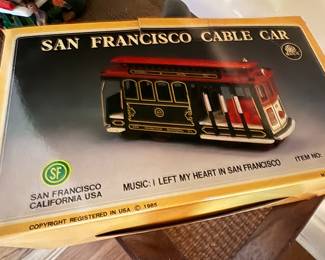 SAN FRANCISCO CABLE CAR
SF
SAN FRANCISCO
CALIFORNIA USA
MUSIC: I LEFT MY HEART IN SAN FRANCISCO
ITEM NO:
COPYRIGHT REGISTERED IN USA © 1985